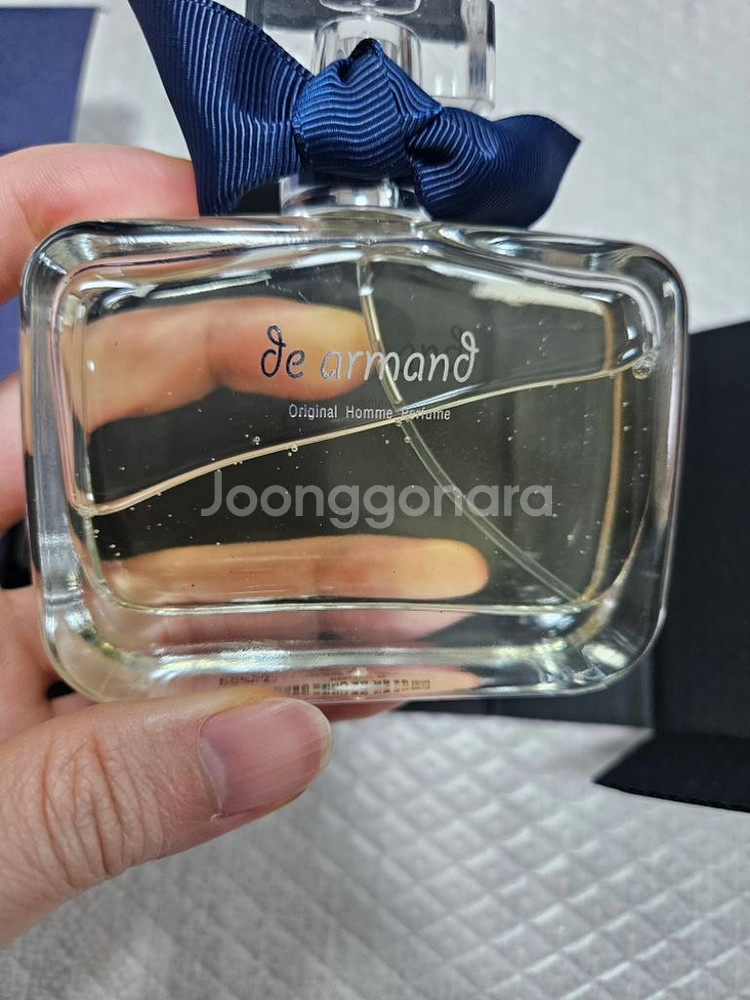 de armand
Original Homme Perfume
Joonggonara